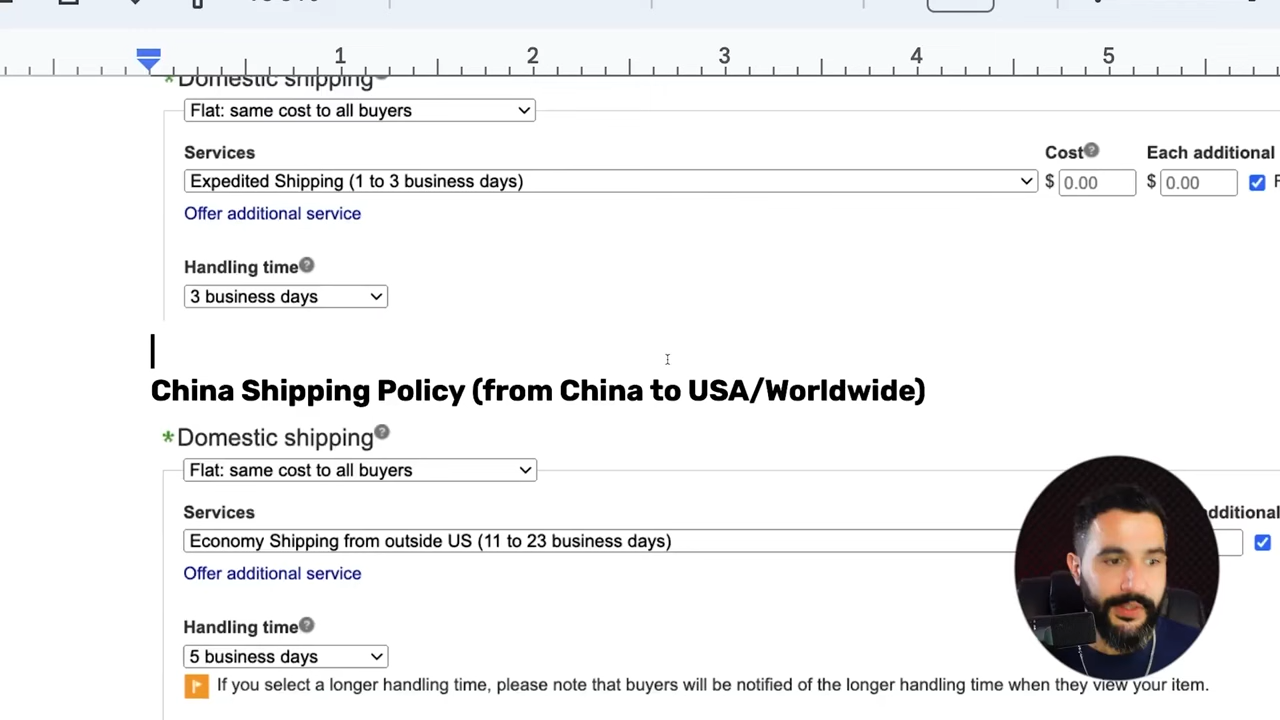 1 2 3 4 5
*Domestic shipping
Flat: same cost to all buyers
Services Cost? Each additional
Expedited Shipping (1 to 3 business days) $ 0.00 $ 0.00
Offer additional service
Handling time?
3 business days
China Shipping Policy (from China to USA/Worldwide)
*Domestic shipping?
Flat: same cost to all buyers
Services additional
Economy Shipping from outside US (11 to 23 business days)
Offer additional service
Handling time?
5 business days
If you select a longer handling time, please note that buyers will be notified of the longer handling time when they view your item.